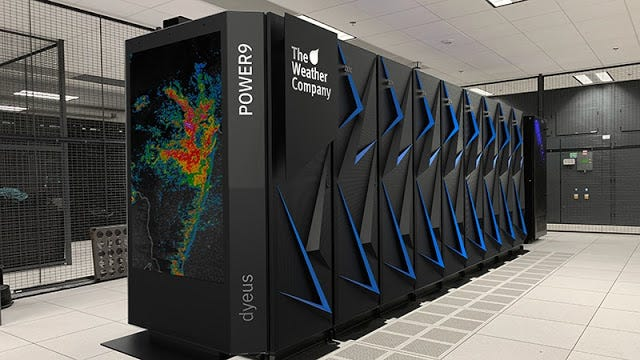 POWER9
The
Weather
Company
dyeus